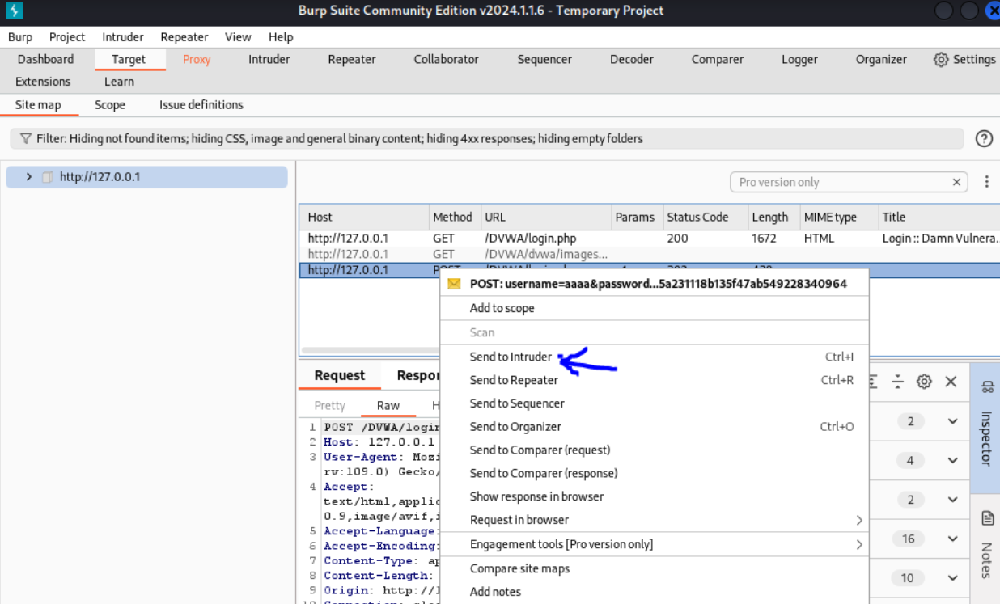 Burp Suite Community Edition v2024.1.1.6 - Temporary Project
Burp Project Intruder Repeater View Help
Dashboard Target Proxy Intruder Repeater Collaborator Sequencer Decoder Comparer Logger Organizer Settings
Extensions Learn
Site map Scope Issue definitions
Filter: Hiding not found items; hiding CSS, image and general binary content; hiding 4xx responses; hiding empty folders
http://127.0.0.1
Pro version only
Host Method URL Params Status Code Length MIME type Title
http://127.0.0.1 GET /DVWA/login.php 200 1672 HTML Login :: Damn Vulnera...
http://127.0.0.1 GET /DVWA/dvwa/images...
http://127.0.0.1 POST
POST: username=aaaa&password...5a231118b135f47ab549228340964
Add to scope
Scan
Send to Intruder Ctrl+I
Send to Repeater Ctrl+R
Send to Sequencer
Send to Organizer Ctrl+O
Send to Comparer (request)
Send to Comparer (response)
Show response in browser
Request in browser
Engagement tools [Pro version only]
Compare site maps
Add notes
Request Respon
Pretty Raw H
1 POST /DVWA/login
2 Host: 127.0.0.1
3 User-Agent: Mozi
rv:109.0) Gecko/
4 Accept:
text/html,applic
0.9,image/avif,i
5 Accept-Language:
6 Accept-Encoding:
7 Content-Type: ap
8 Content-Length:
9 Origin: http://1
2
4
2
16
10
Inspector
Notes